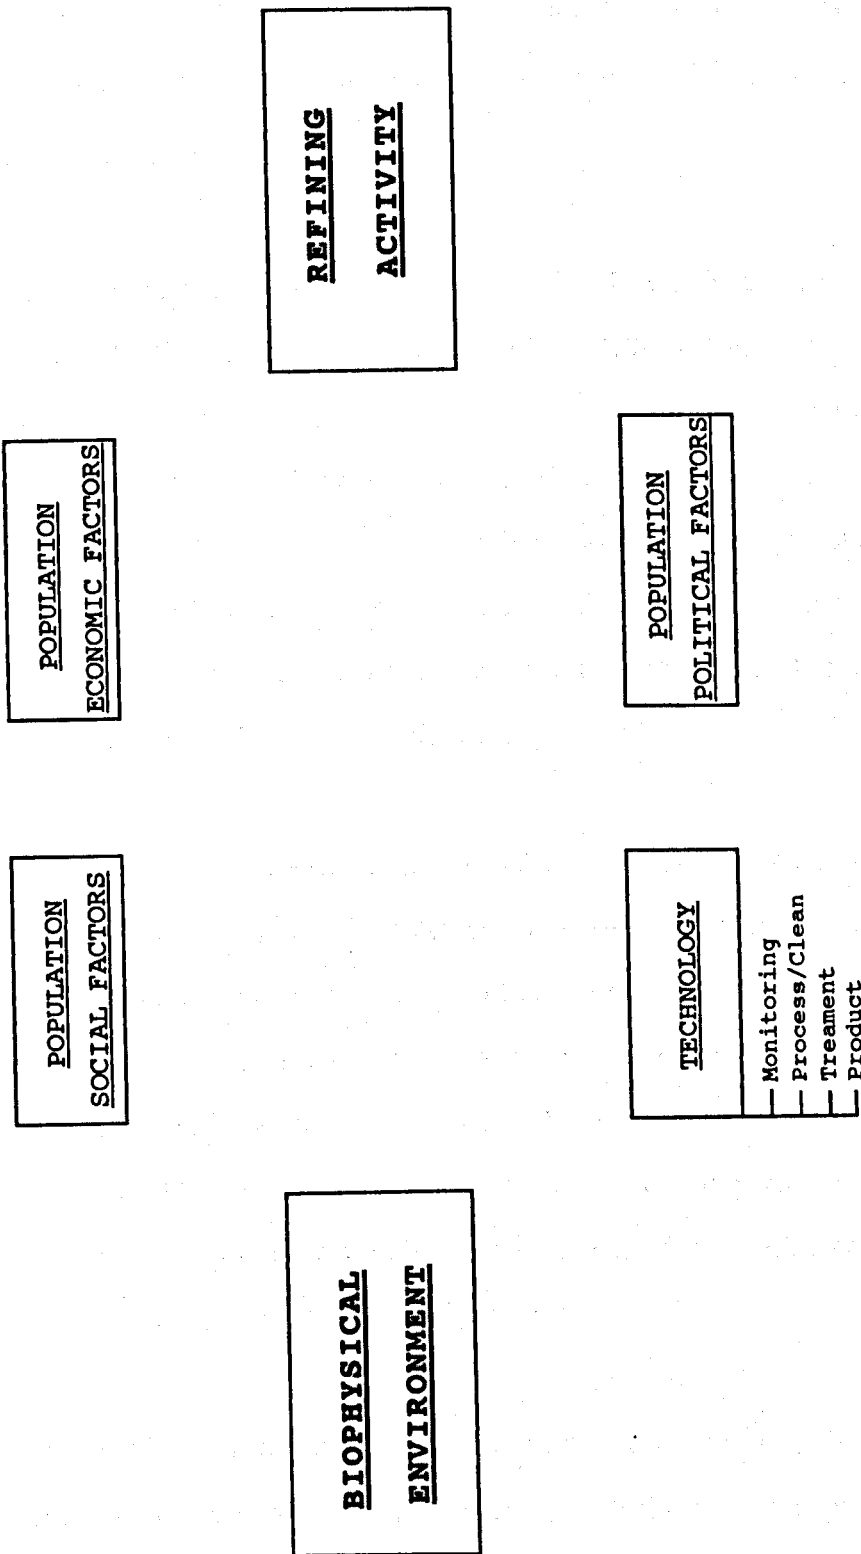 POPULATION
SOCIAL FACTORS
POPULATION
ECONOMIC FACTORS
BIOPHYSICAL
ENVIRONMENT
REFINING
ACTIVITY
TECHNOLOGY
Monitoring
Process/Clean
Treament
Product
POPULATION
POLITICAL FACTORS